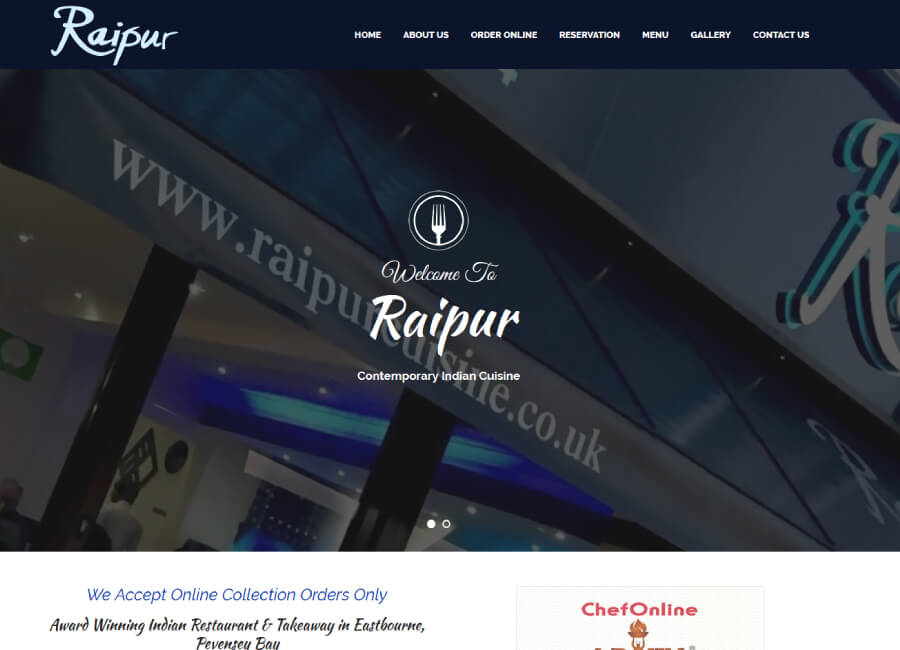 Raipur
HOME ABOUT US ORDER ONLINE RESERVATION MENU GALLERY CONTACT US
www.raipurcuisine.co.uk
Welcome To
Raipur
Contemporary Indian Cuisine
We Accept Online Collection Orders Only
Award Winning Indian Restaurant & Takeaway in Eastbourne,
Pevensey Bay
ChefOnline